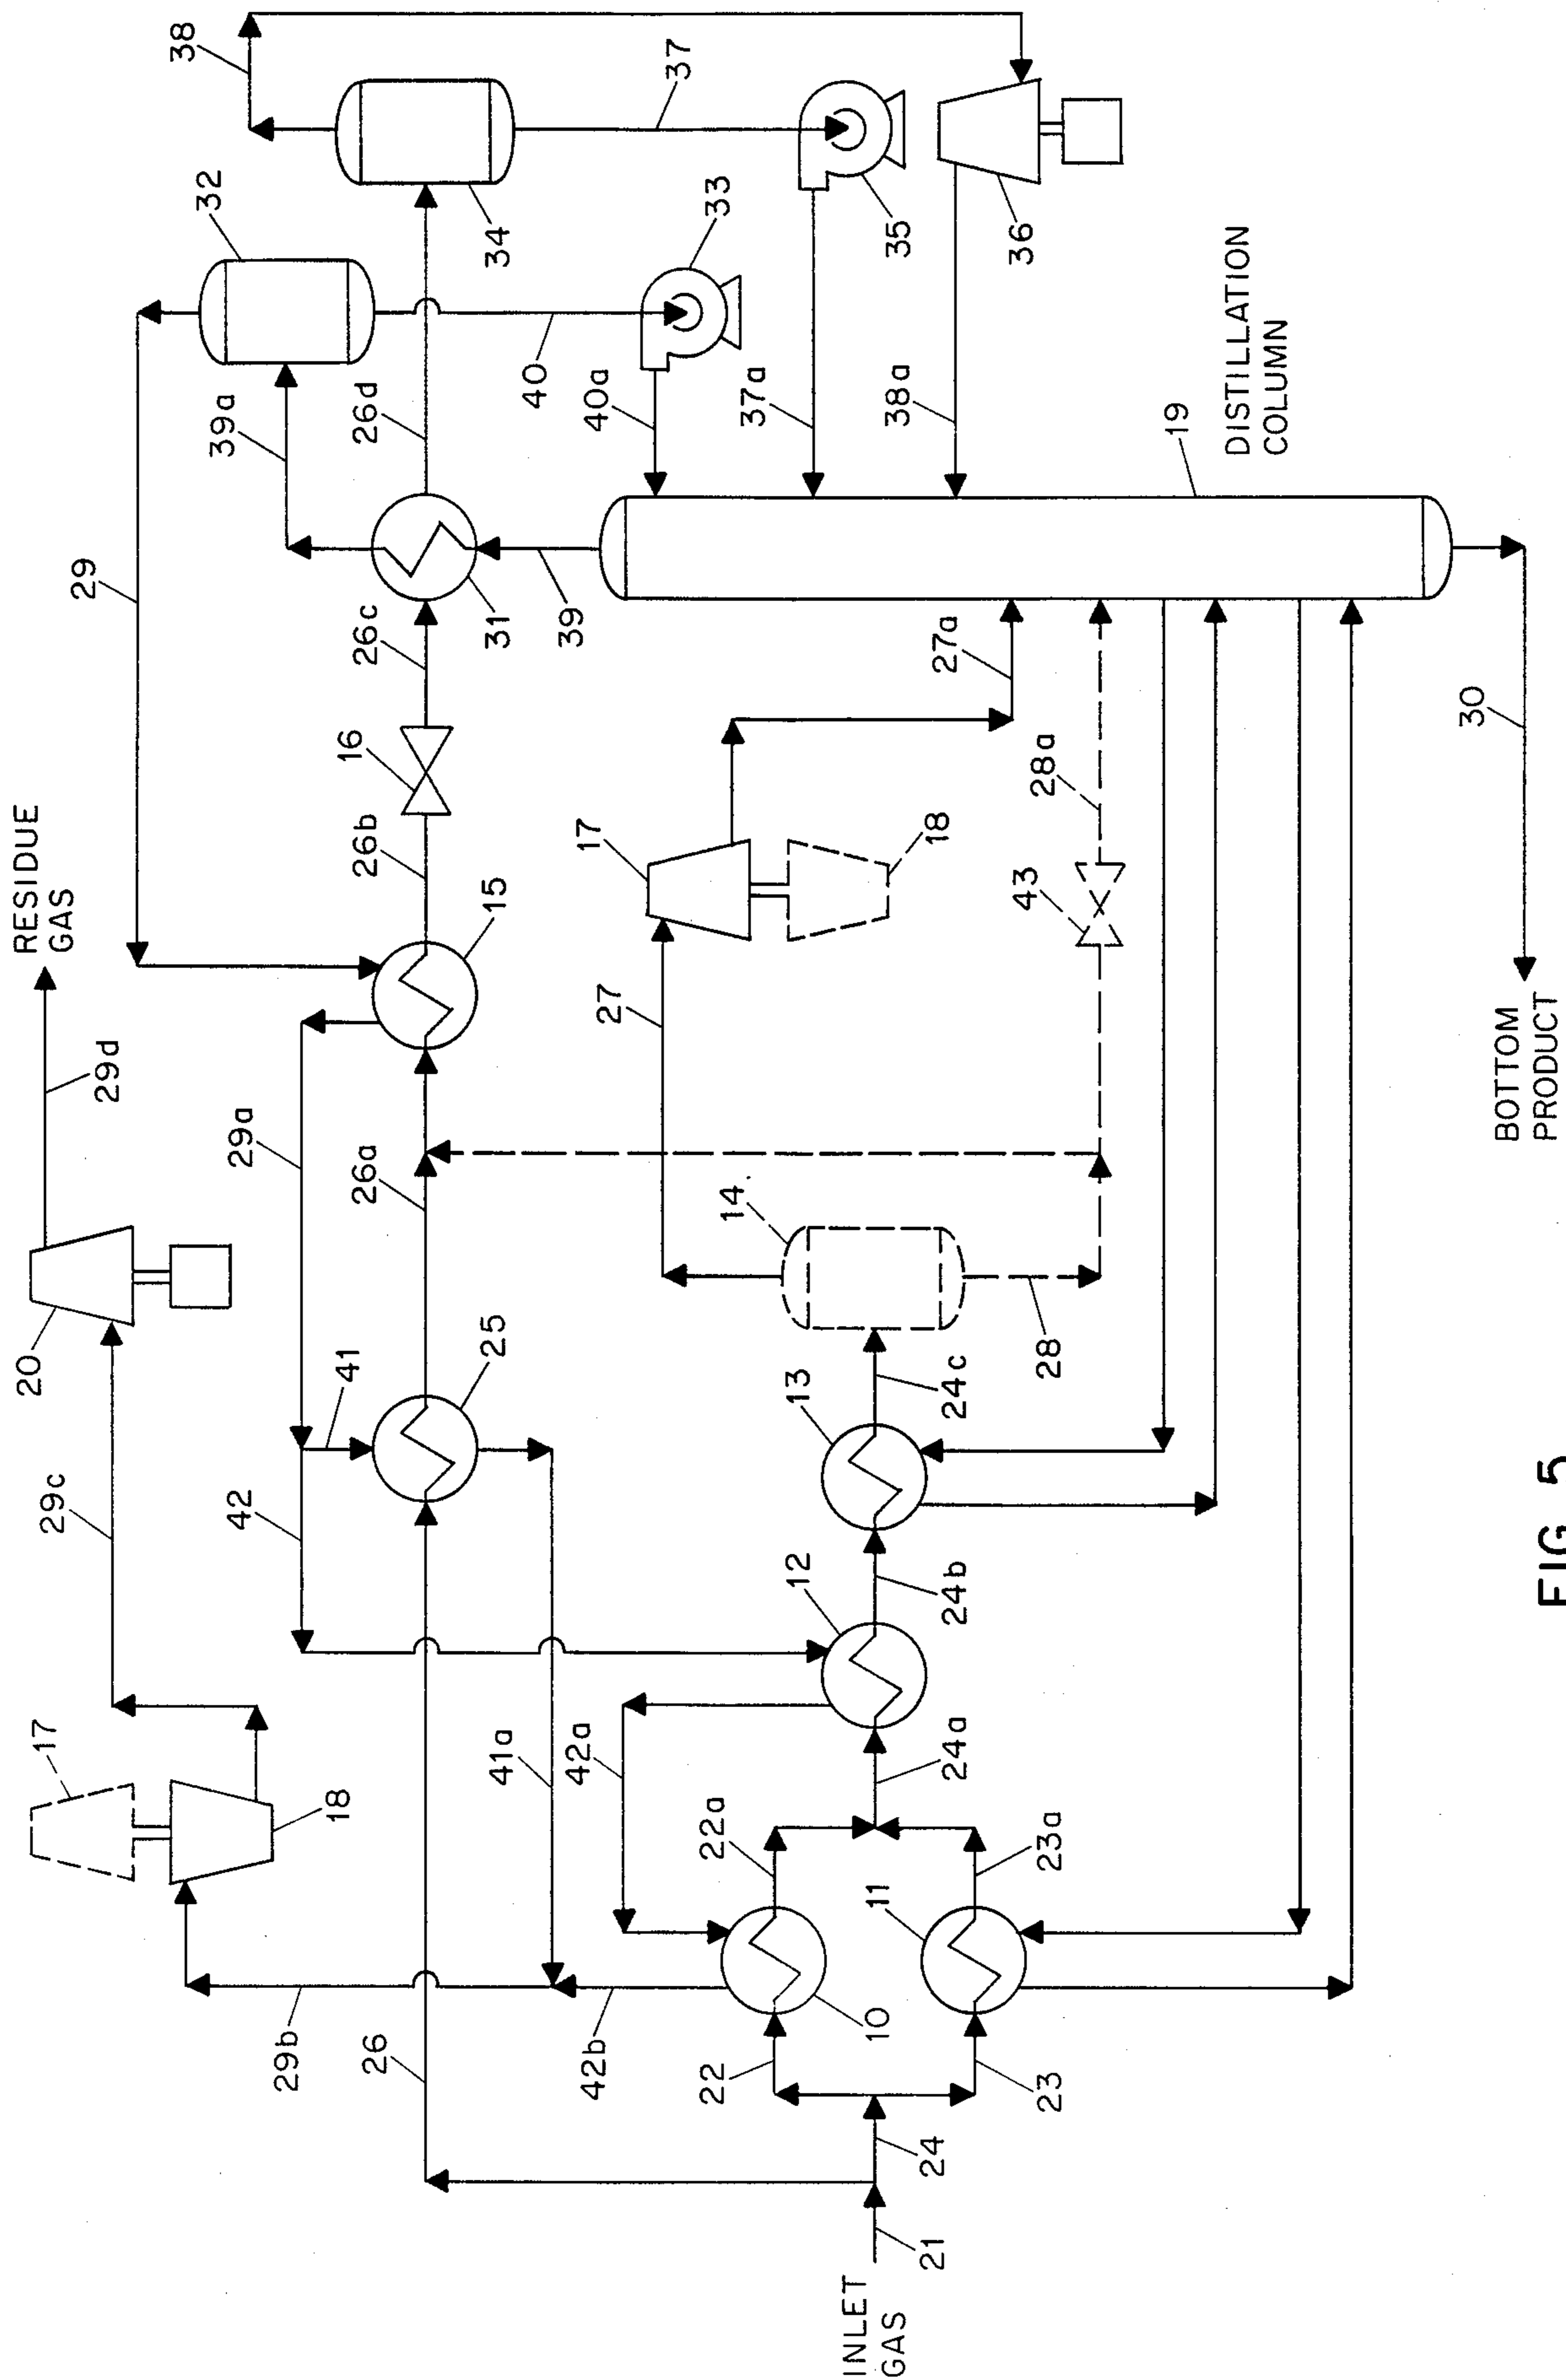 RESIDUE
GAS
29d
20
29c
17
18
29
29a
42
41
25
26a
15
26b
16
26c
31
39
39a
26d
32
38
34
37
33
40
40a
35
36
37a
38a
19
DISTILLATION
COLUMN
27a
17
18
27
28a
43
14
28
24c
13
12
24b
24a
42a
41a
22a
10
11
23a
42b
29b
26
22
23
24
21
INLET
GAS
30
BOTTOM
PRODUCT
FIG. 5